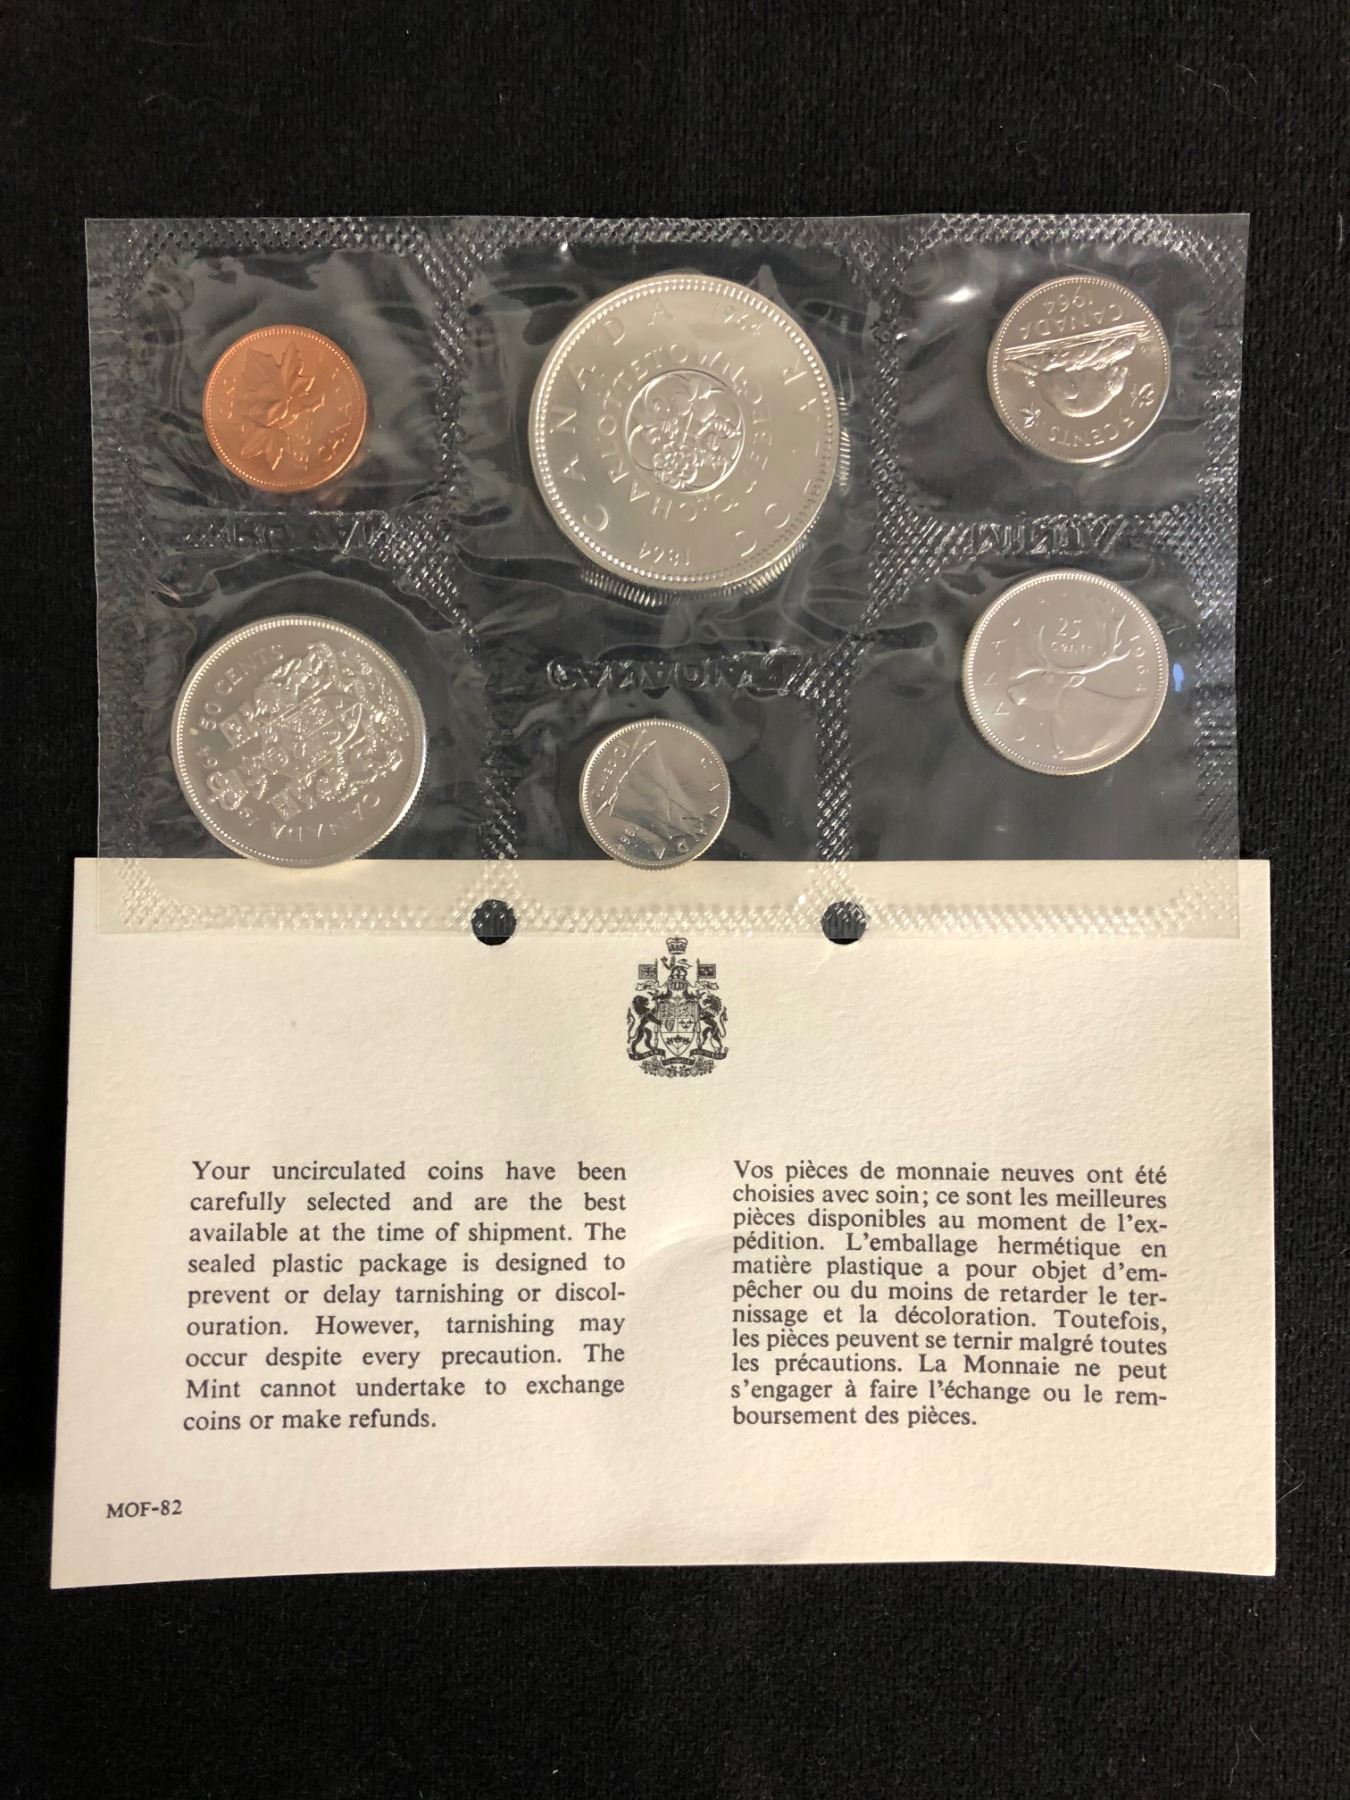 CANADA
CANADA 1964
CHARLOTTETOWN QUEBEC
1864
CANADA
1964
5 CENTS
50 CENTS
CANADA
CANADA
25
CENTS
1964
Your uncirculated coins have been
carefully selected and are the best
available at the time of shipment. The
sealed plastic package is designed to
prevent or delay tarnishing or discol-
ouration. However, tarnishing may
occur despite every precaution. The
Mint cannot undertake to exchange
coins or make refunds.
Vos pièces de monnaie neuves ont été
choisies avec soin; ce sont les meilleures
pièces disponibles au moment de l'ex-
pédition. L'emballage hermétique en
matière plastique a pour objet d'em-
pêcher ou du moins de retarder le ter-
nissage et la décoloration. Toutefois,
les pièces peuvent se ternir malgré toutes
les précautions. La Monnaie ne peut
s'engager à faire l'échange ou le rem-
boursement des pièces.
MOF-82